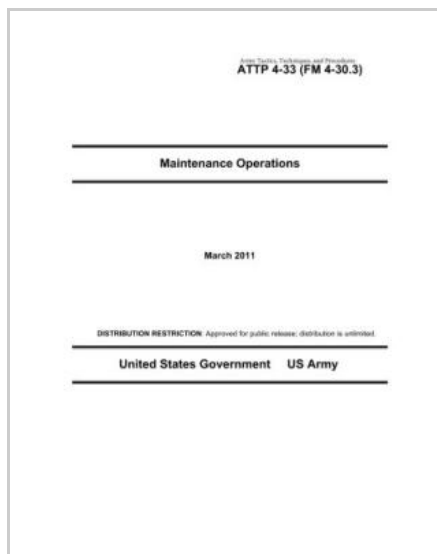 Army Tactics, Techniques, and Procedures
ATTP 4-33 (FM 4-30.3)
Maintenance Operations
March 2011
DISTRIBUTION RESTRICTION: Approved for public release; distribution is unlimited.
United States Government US Army